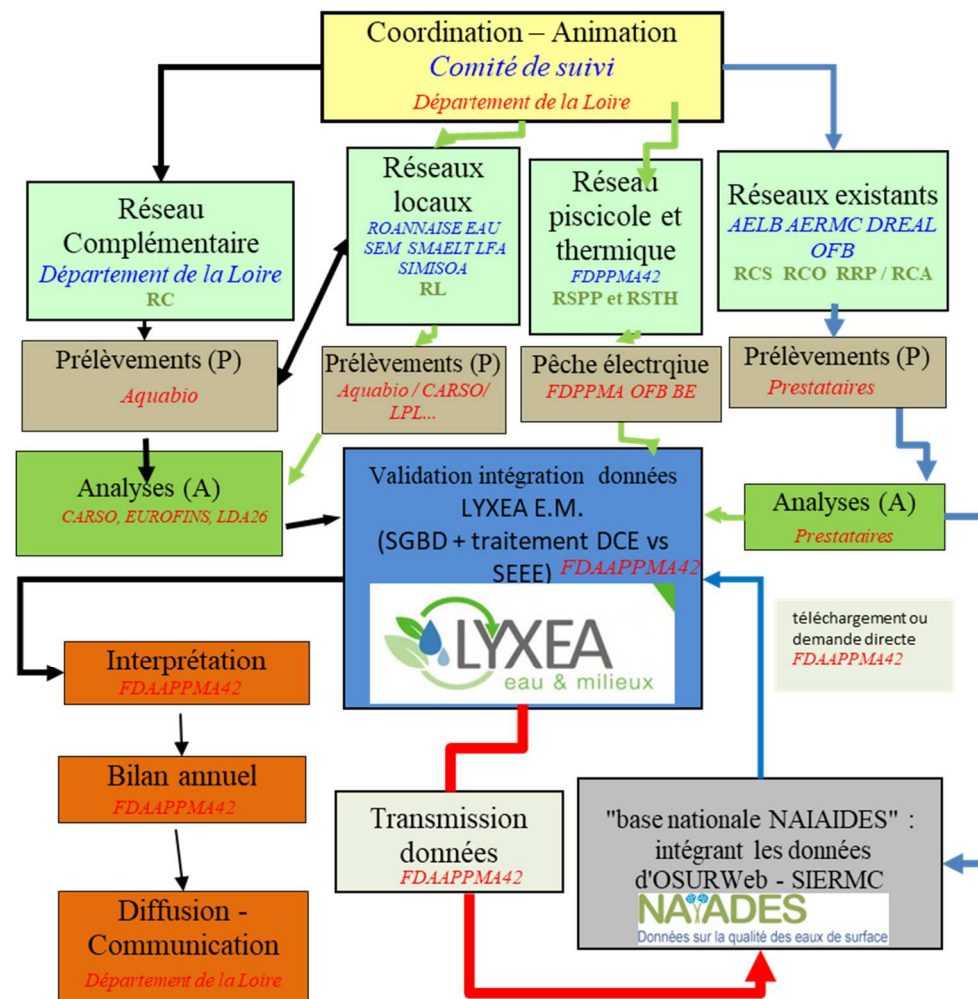 Coordination – Animation
Comité de suivi
Département de la Loire
Réseau
Complémentaire
Département de la Loire
RC
Réseaux
locaux
ROANNAISE EAU
SEM SMAELT LFA
SIMISOA
RL
Réseau
piscicole et
thermique
FDPPMA42
RSPP et RSTH
Réseaux existants
AELB AERMC DREAL
OFB
RCS RCO RRP / RCA
Prélèvements (P)
Aquabio
Prélèvements (P)
Aquabio / CARSO/
LPL...
Pêche électrqiue
FDPPMA OFB BE
Prélèvements (P)
Prestataires
Analyses (A)
CARSO, EUROFINS, LDA26
Validation intégration données
LYXEA E.M.
(SGBD + traitement DCE vs
SEEE) FDAAPPMA42
LYXEA
eau & milieux
Analyses (A)
Prestataires
téléchargement ou
demande directe
FDAAPPMA42
Interprétation
FDAAPPMA42
Bilan annuel
FDAAPPMA42
Diffusion -
Communication
Département de la Loire
Transmission
données
FDAAPPMA42
"base nationale NAIAIDES" :
intégrant les données
d'OSURWeb - SIERMC
NAÏADES
Données sur la qualité des eaux de surface